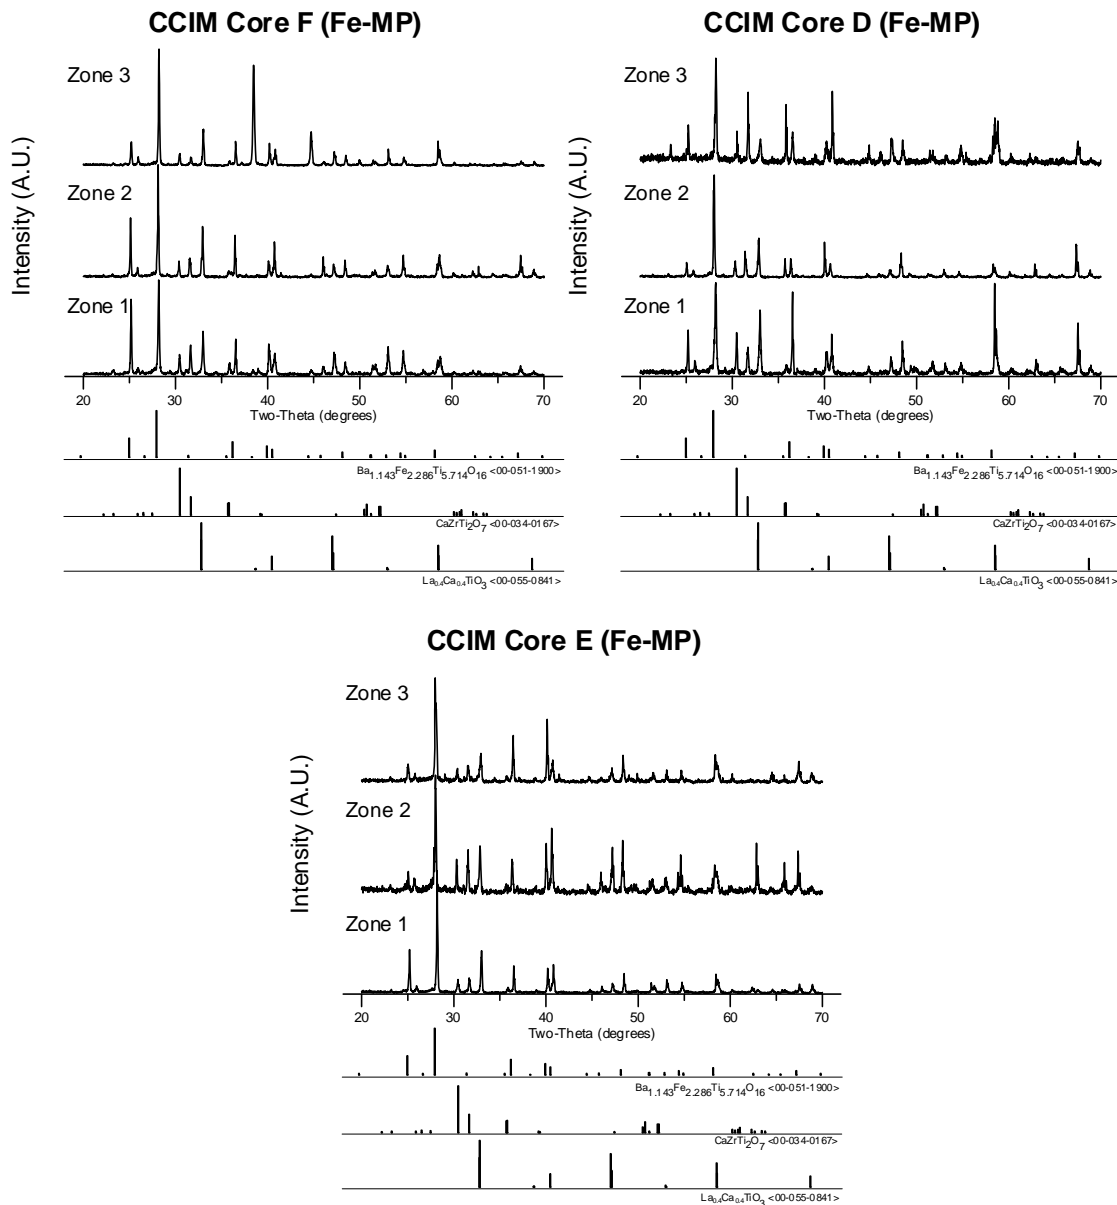 CCIM Core F (Fe-MP)
Intensity (A.U.)
Zone 3
Zone 2
Zone 1
20 30 40 50 60 70
Two-Theta (degrees)
Ba1.143Fe2.286Ti5.714O16 <00-051-1900>
CaZrTi2O7 <00-034-0167>
La0.4Ca0.4TiO3 <00-055-0841>
CCIM Core D (Fe-MP)
Intensity (A.U.)
Zone 3
Zone 2
Zone 1
20 30 40 50 60 70
Two-Theta (degrees)
Ba1.143Fe2.286Ti5.714O16 <00-051-1900>
CaZrTi2O7 <00-034-0167>
La0.4Ca0.4TiO3 <00-055-0841>
CCIM Core E (Fe-MP)
Intensity (A.U.)
Zone 3
Zone 2
Zone 1
20 30 40 50 60 70
Two-Theta (degrees)
Ba1.143Fe2.286Ti5.714O16 <00-051-1900>
CaZrTi2O7 <00-034-0167>
La0.4Ca0.4TiO3 <00-055-0841>